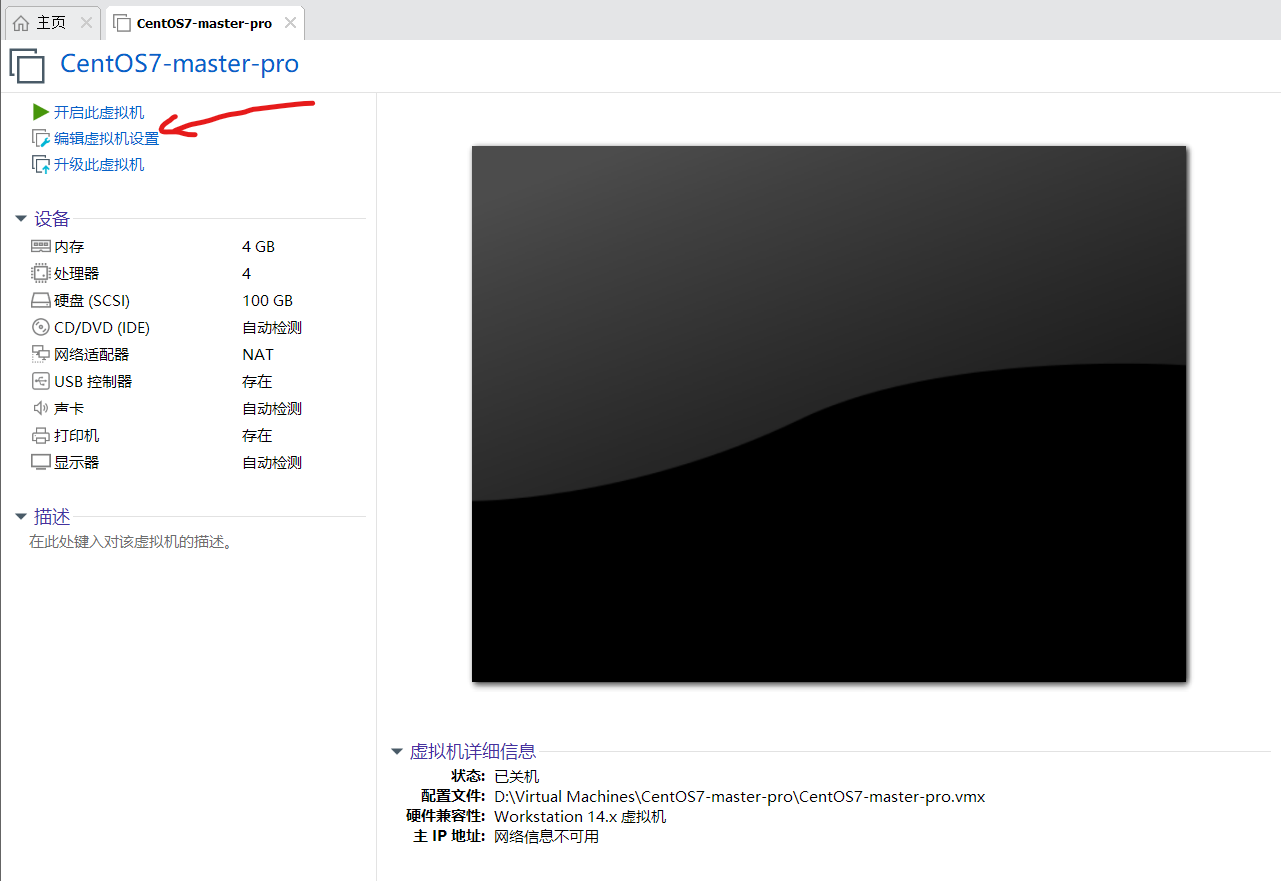 主页
CentOS7-master-pro
CentOS7-master-pro
开启此虚拟机
编辑虚拟机设置
升级此虚拟机
设备
内存 4 GB
处理器 4
硬盘 (SCSI) 100 GB
CD/DVD (IDE) 自动检测
网络适配器 NAT
USB 控制器 存在
声卡 自动检测
打印机 存在
显示器 自动检测
描述
在此处键入对该虚拟机的描述。
虚拟机详细信息
状态: 已关机
配置文件: D:\Virtual Machines\CentOS7-master-pro\CentOS7-master-pro.vmx
硬件兼容性: Workstation 14.x 虚拟机
主 IP 地址: 网络信息不可用